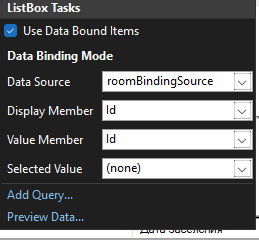 ListBox Tasks
Use Data Bound Items
Data Binding Mode
Data Source roomBindingSource
Display Member Id
Value Member Id
Selected Value (none)
Add Query...
Preview Data...
Дата заселения